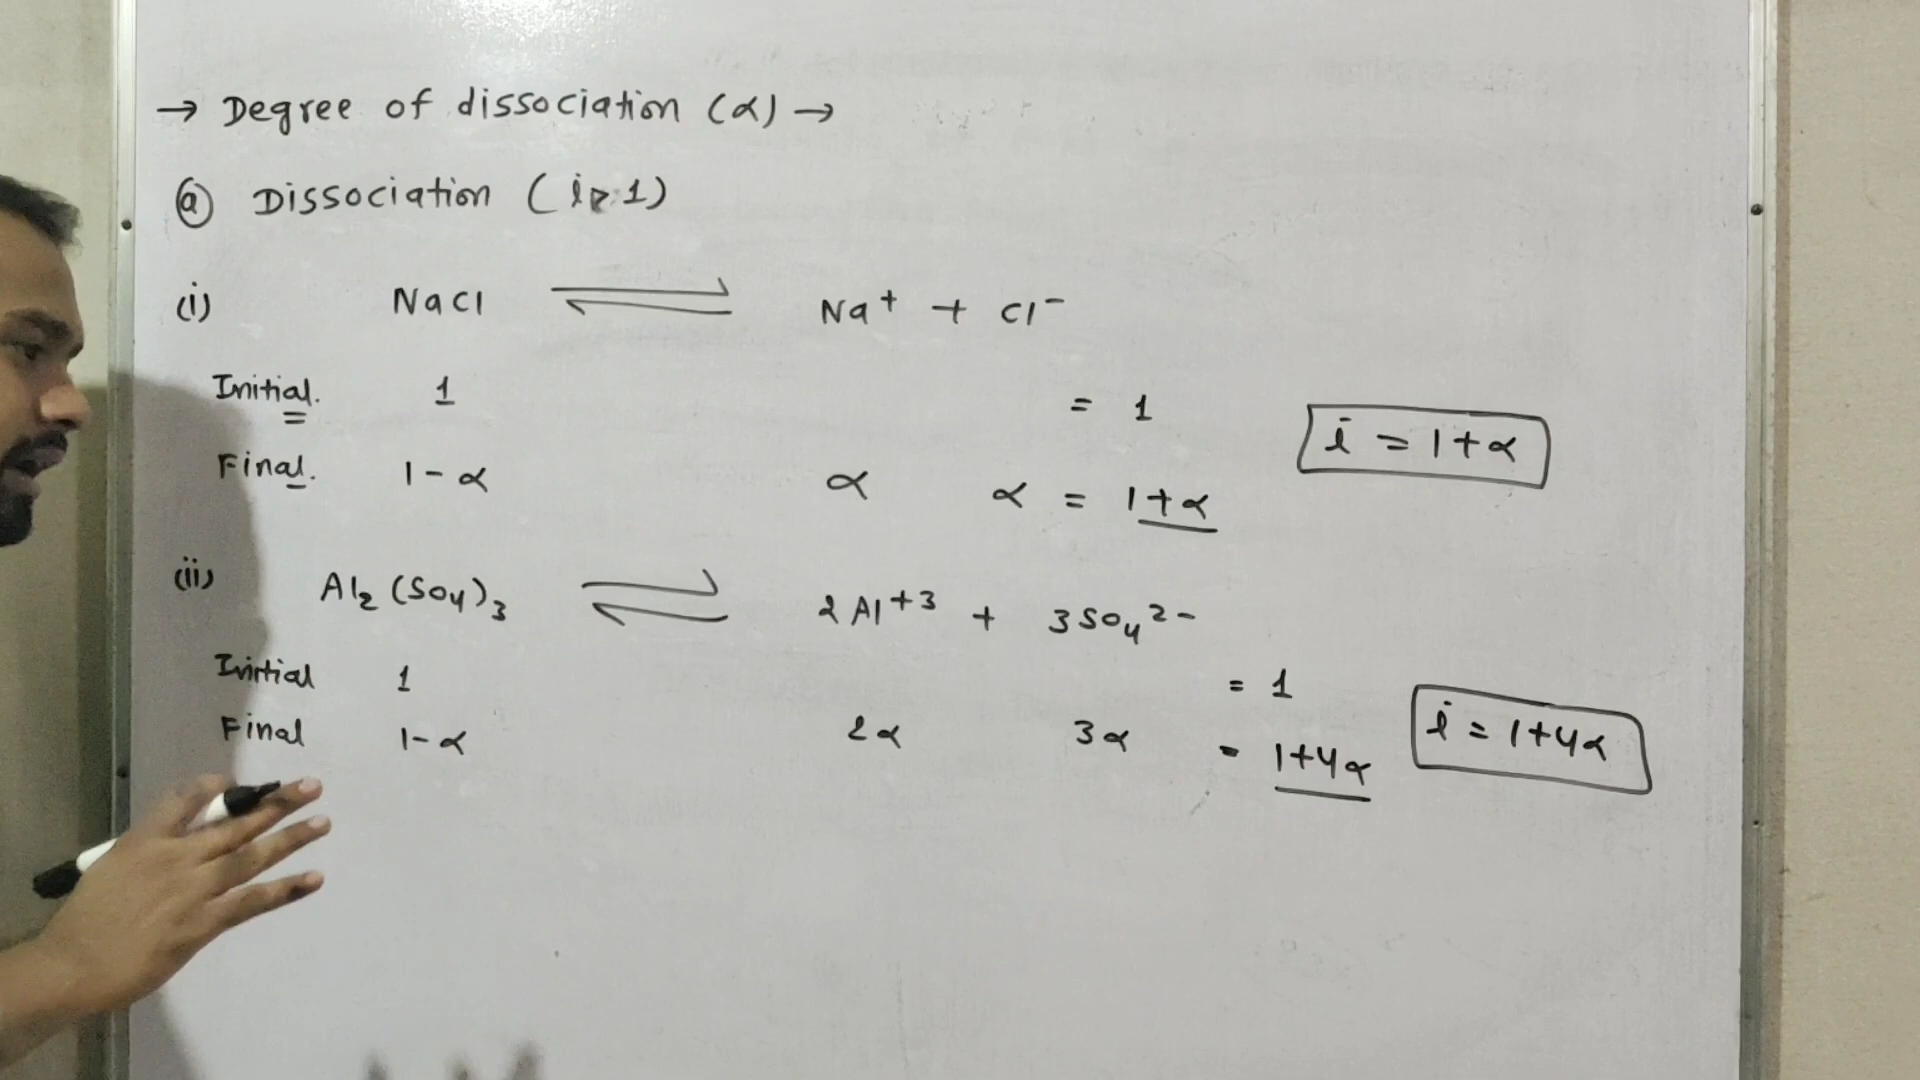 → Degree of dissociation (α) →
(a) Dissociation (i > 1)
(i) NaCl ⇌ Na⁺ + Cl⁻
Initial. 1 = 1
Final. 1 - α α α = 1+α
i = 1+α
(ii) Al₂(SO₄)₃ ⇌ 2Al⁺³ + 3SO₄²⁻
Initial 1 = 1
Final 1-α 2α 3α = 1+4α
i = 1+4α